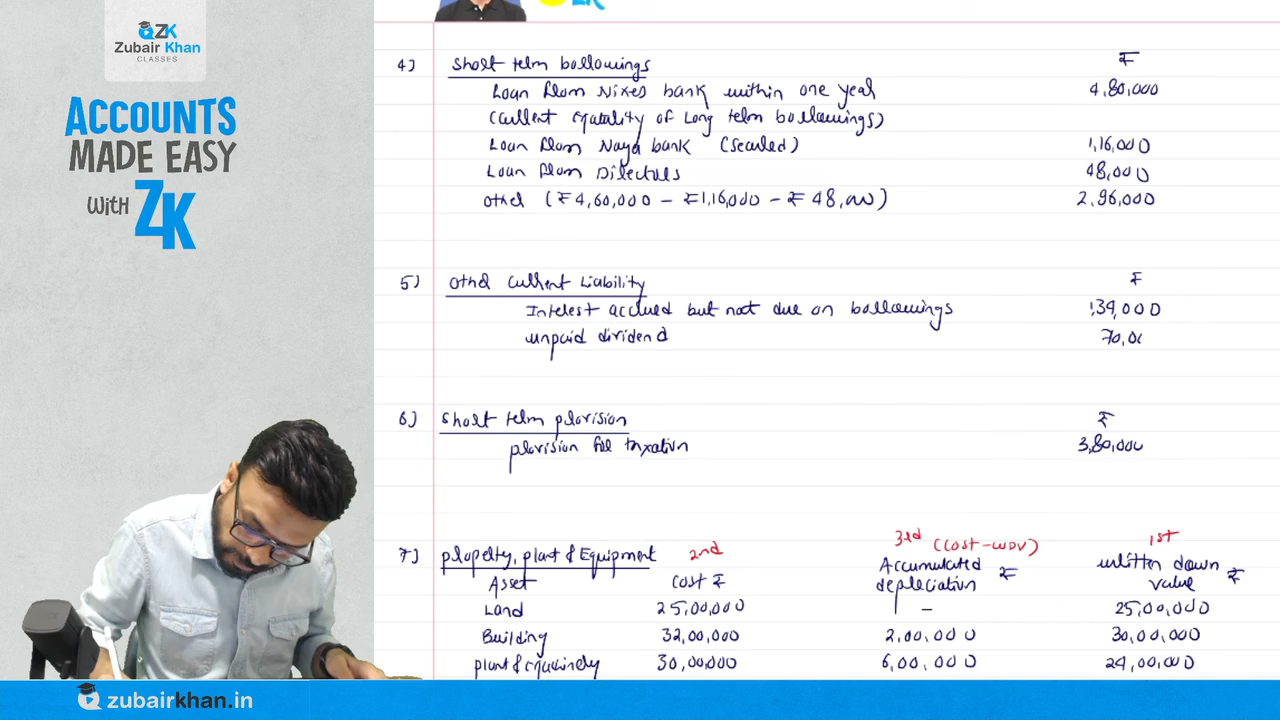 ZK
Zubair Khan
CLASSES
ACCOUNTS
MADE EASY
WITH ZK
4) Short term borrowings ₹
Loan from Nixes bank within one year 4,80,000
(current maturity of Long term borrowings)
Loan from Naya bank (secured) 1,16,000
Loan from Directors 48,000
other (₹4,60,000 - ₹1,16,000 - ₹48,000) 2,96,000
5) Other current Liability ₹
Interest accrued but not due on borrowings 1,34,000
unpaid dividend 70,0
6) Short term provision ₹
provision for taxation 3,80,000
7) property, plant & Equipment 2nd 3rd (cost-WDV) 1st
Asset cost ₹ Accumulated depreciation ₹ written down value ₹
Land 25,00,000 - 25,00,000
Building 32,00,000 2,00,000 30,00,000
plant & 30,00,000 6,00,000 24,00,000
zubairkhan.in